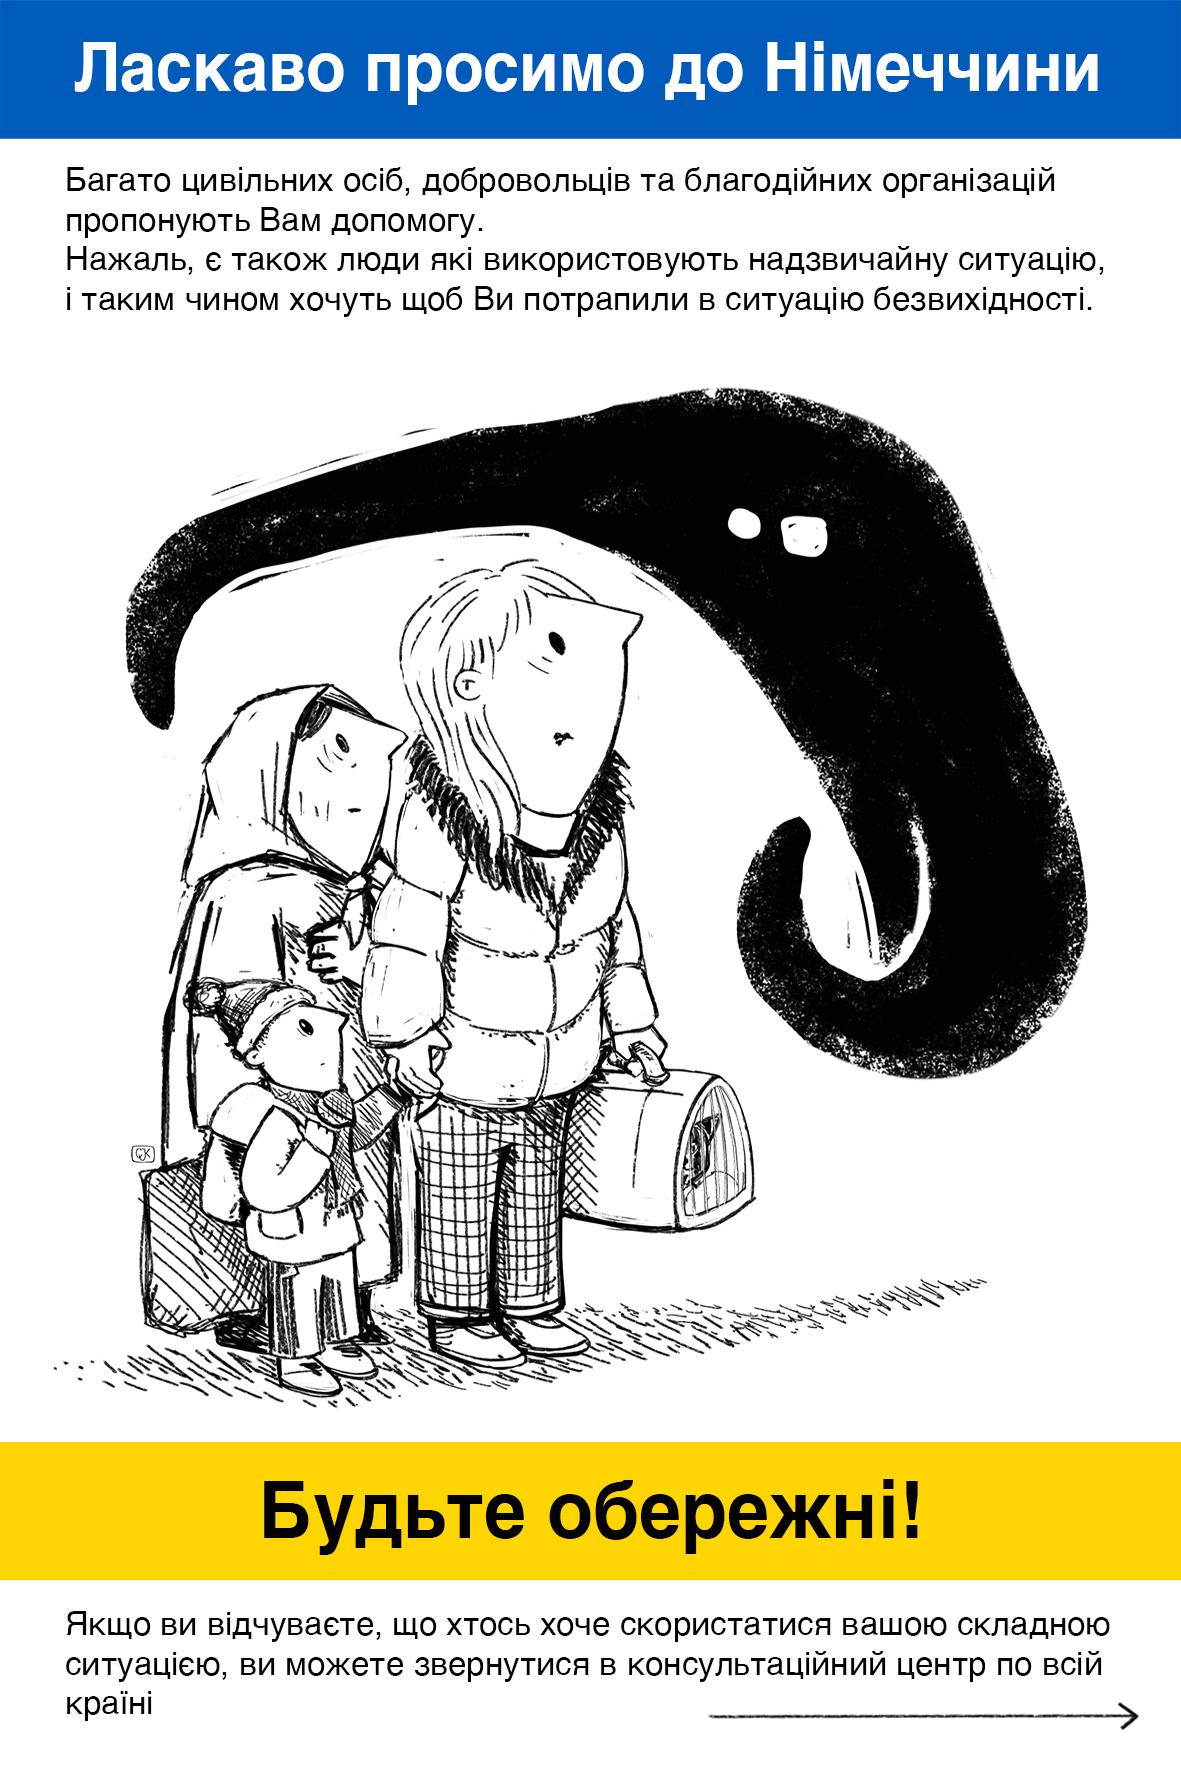 Ласкаво просимо до Німеччини
Багато цивільних осіб, добровольців та благодійних організацій
пропонують Вам допомогу.
Нажаль, є також люди які використовують надзвичайну ситуацію,
і таким чином хочуть щоб Ви потрапили в ситуацію безвихідності.
Будьте обережні!
Якщо ви відчуваєте, що хтось хоче скористатися вашою складною
ситуацією, ви можете звернутися в консультаційний центр по всій
країні